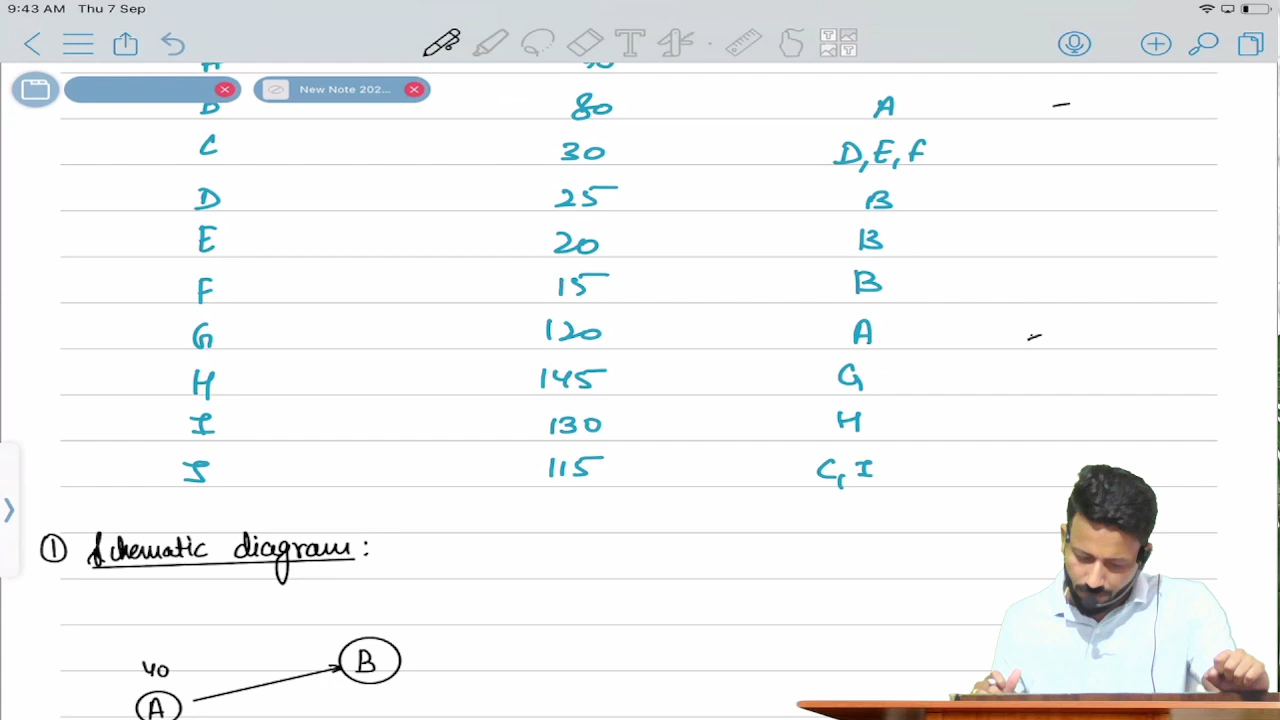 9:43 AM Thu 7 Sep
New Note 202...
B 80 A –
C 30 D, E, F
D 25 B
E 20 B
F 15 B
G 120 A –
H 145 G
I 130 H
J 115 C, I
① Schematic diagram:
40 B
A